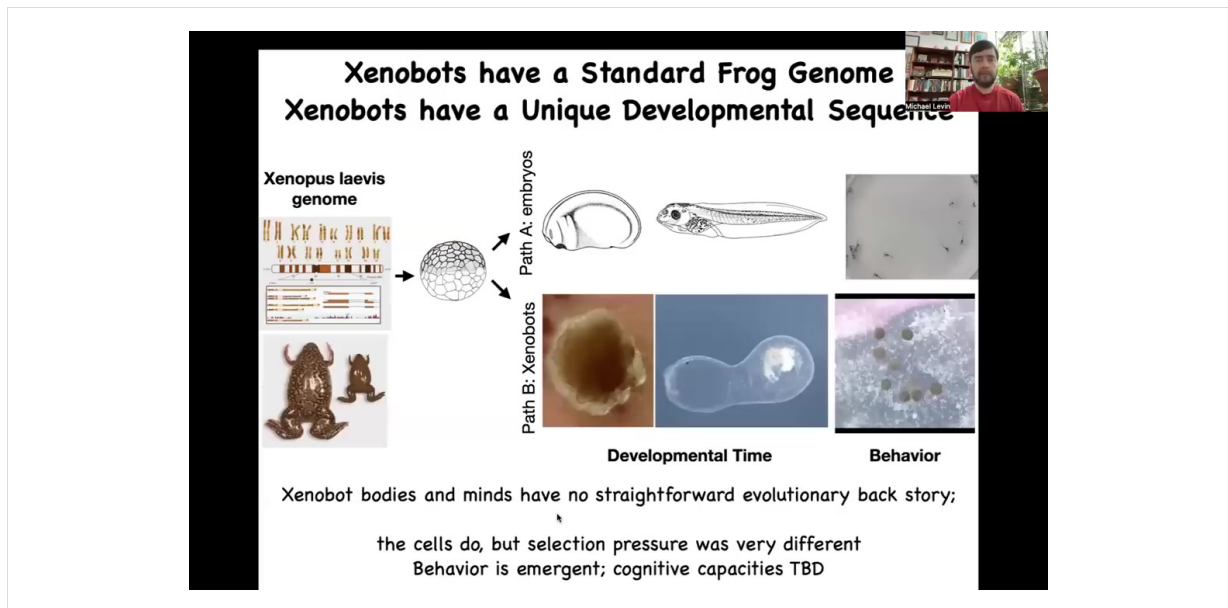 Xenobots have a Standard Frog Genome
Xenobots have a Unique Developmental Sequence
Michael Levin
Xenopus laevis
genome
Path A: embryos
Path B: Xenobots
Developmental Time
Behavior
Xenobot bodies and minds have no straightforward evolutionary back story;
the cells do, but selection pressure was very different
Behavior is emergent; cognitive capacities TBD